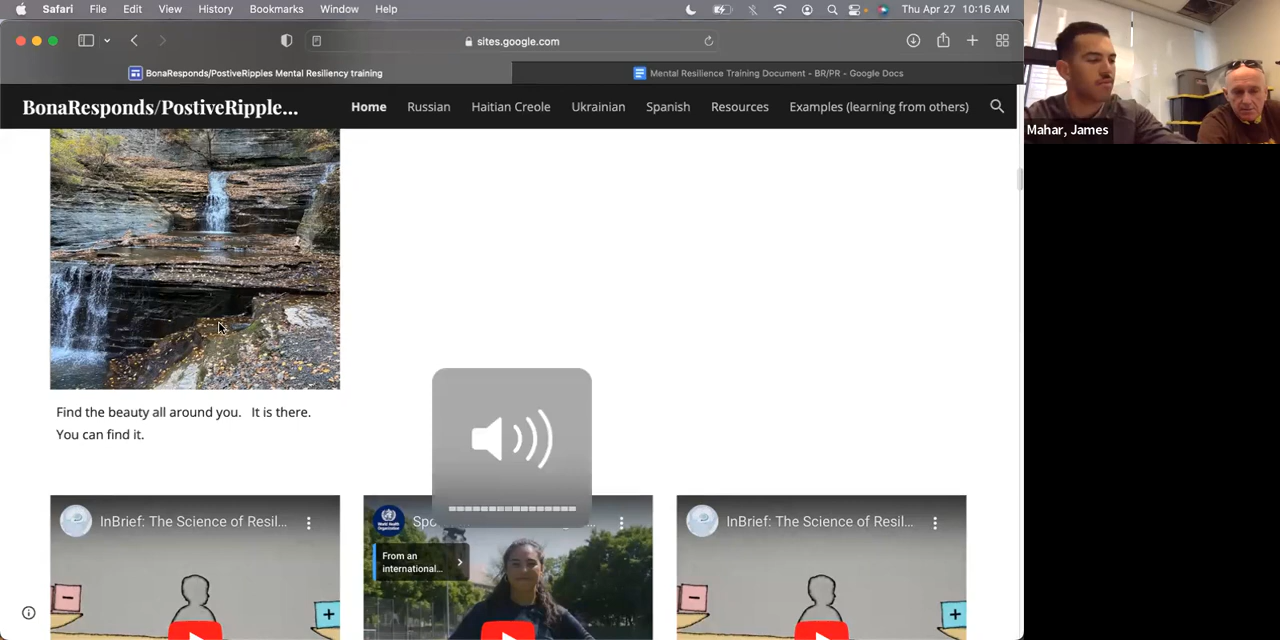 Safari File Edit View History Bookmarks Window Help Thu Apr 27 10:16 AM
sites.google.com
BonaResponds/PostiveRipples Mental Resiliency training
Mental Resilience Training Document - BR/PR - Google Docs
BonaResponds/PostiveRipple...
Home Russian Haitian Creole Ukrainian Spanish Resources Examples (learning from others)
Mahar, James
Find the beauty all around you. It is there.
You can find it.
InBrief: The Science of Resil...
InBrief: The Science of Resil...
From an
international...